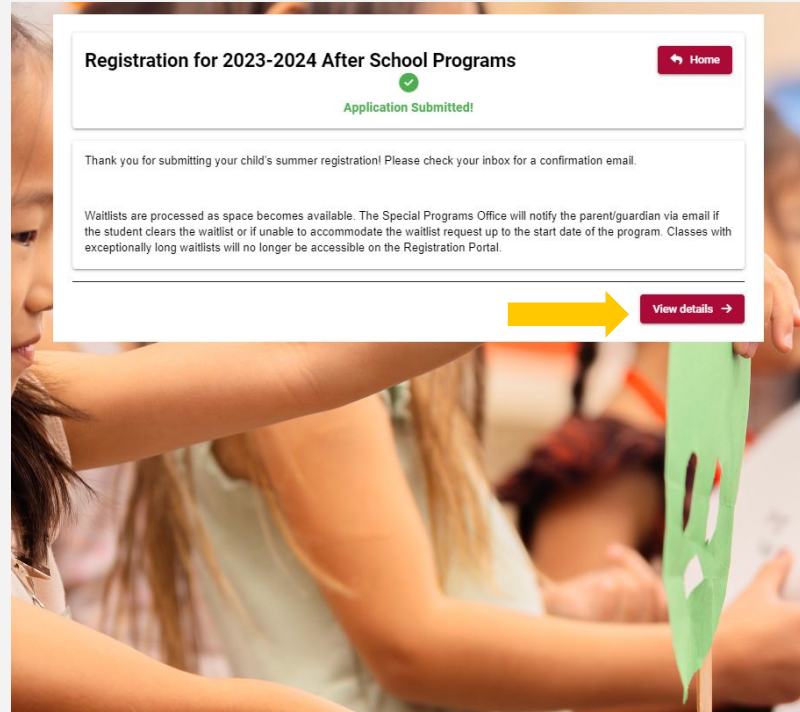 Registration for 2023-2024 After School Programs
Home
Application Submitted!
Thank you for submitting your child's summer registration! Please check your inbox for a confirmation email.
Waitlists are processed as space becomes available. The Special Programs Office will notify the parent/guardian via email if
the student clears the waitlist or if unable to accommodate the waitlist request up to the start date of the program. Classes with
exceptionally long waitlists will no longer be accessible on the Registration Portal.
View details